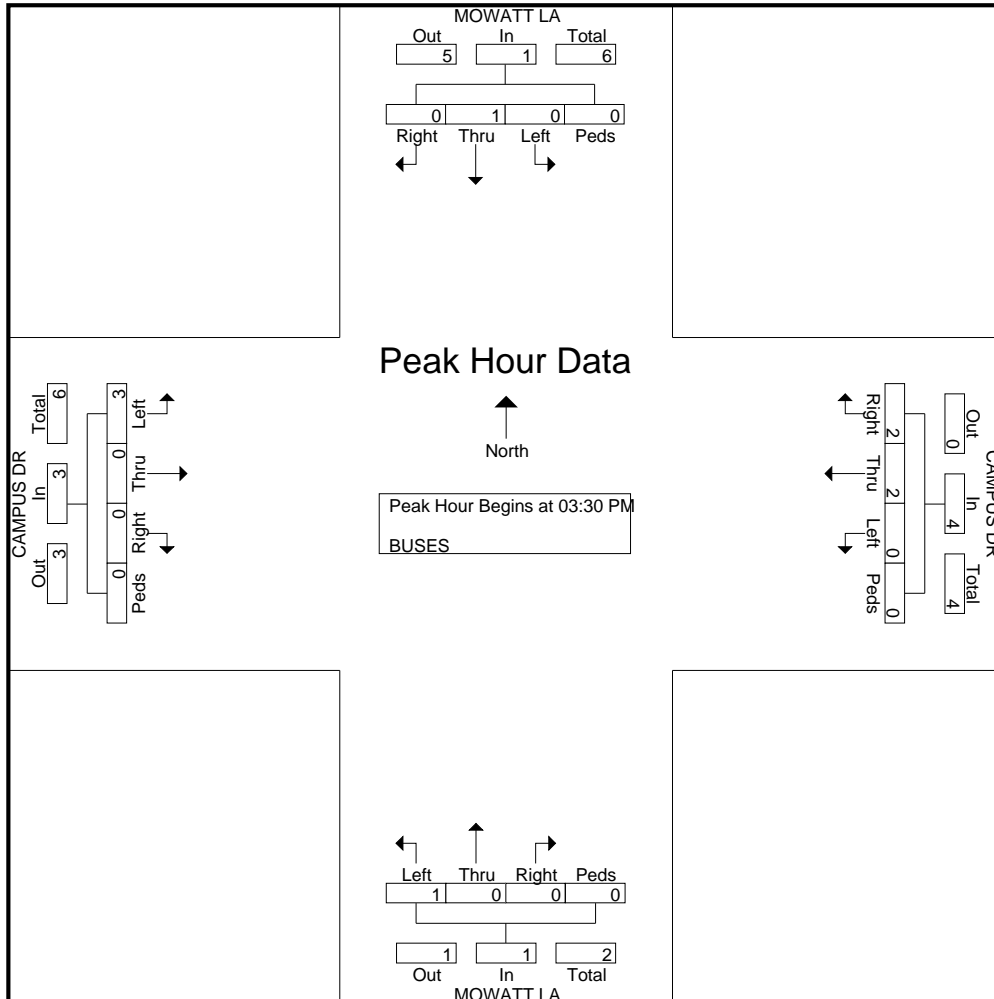 MOWATT LA
Out In Total
5 1 6
0 1 0 0
Right Thru Left Peds
Peak Hour Data
North
Peak Hour Begins at 03:30 PM
BUSES
CAMPUS DR
Out In Total
3 3 6
Left Thru Right Peds
3 0 0 0
CAMPUS DR
Out In Total
0 4 4
Right Thru Left Peds
2 2 0 0
Left Thru Right Peds
1 0 0 0
1 1 2
Out In Total
MOWATT LA